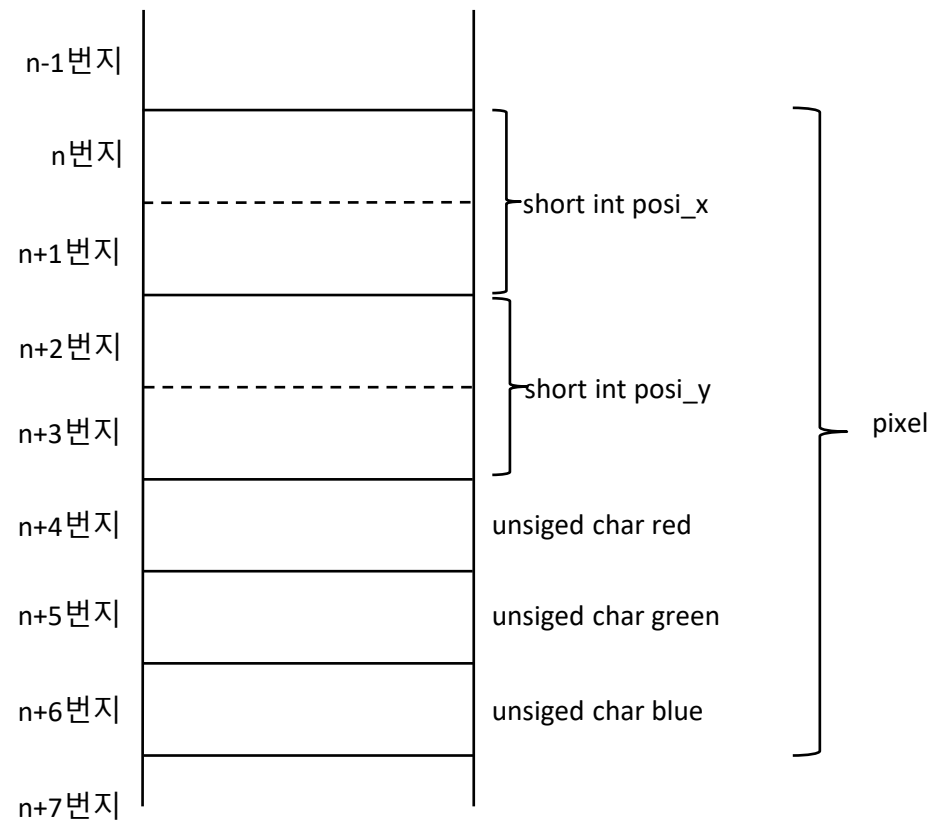 n-1번지
n번지
short int posi_x
n+1번지
n+2번지
short int posi_y
n+3번지
pixel
n+4번지
unsiged char red
n+5번지
unsiged char green
n+6번지
unsiged char blue
n+7번지